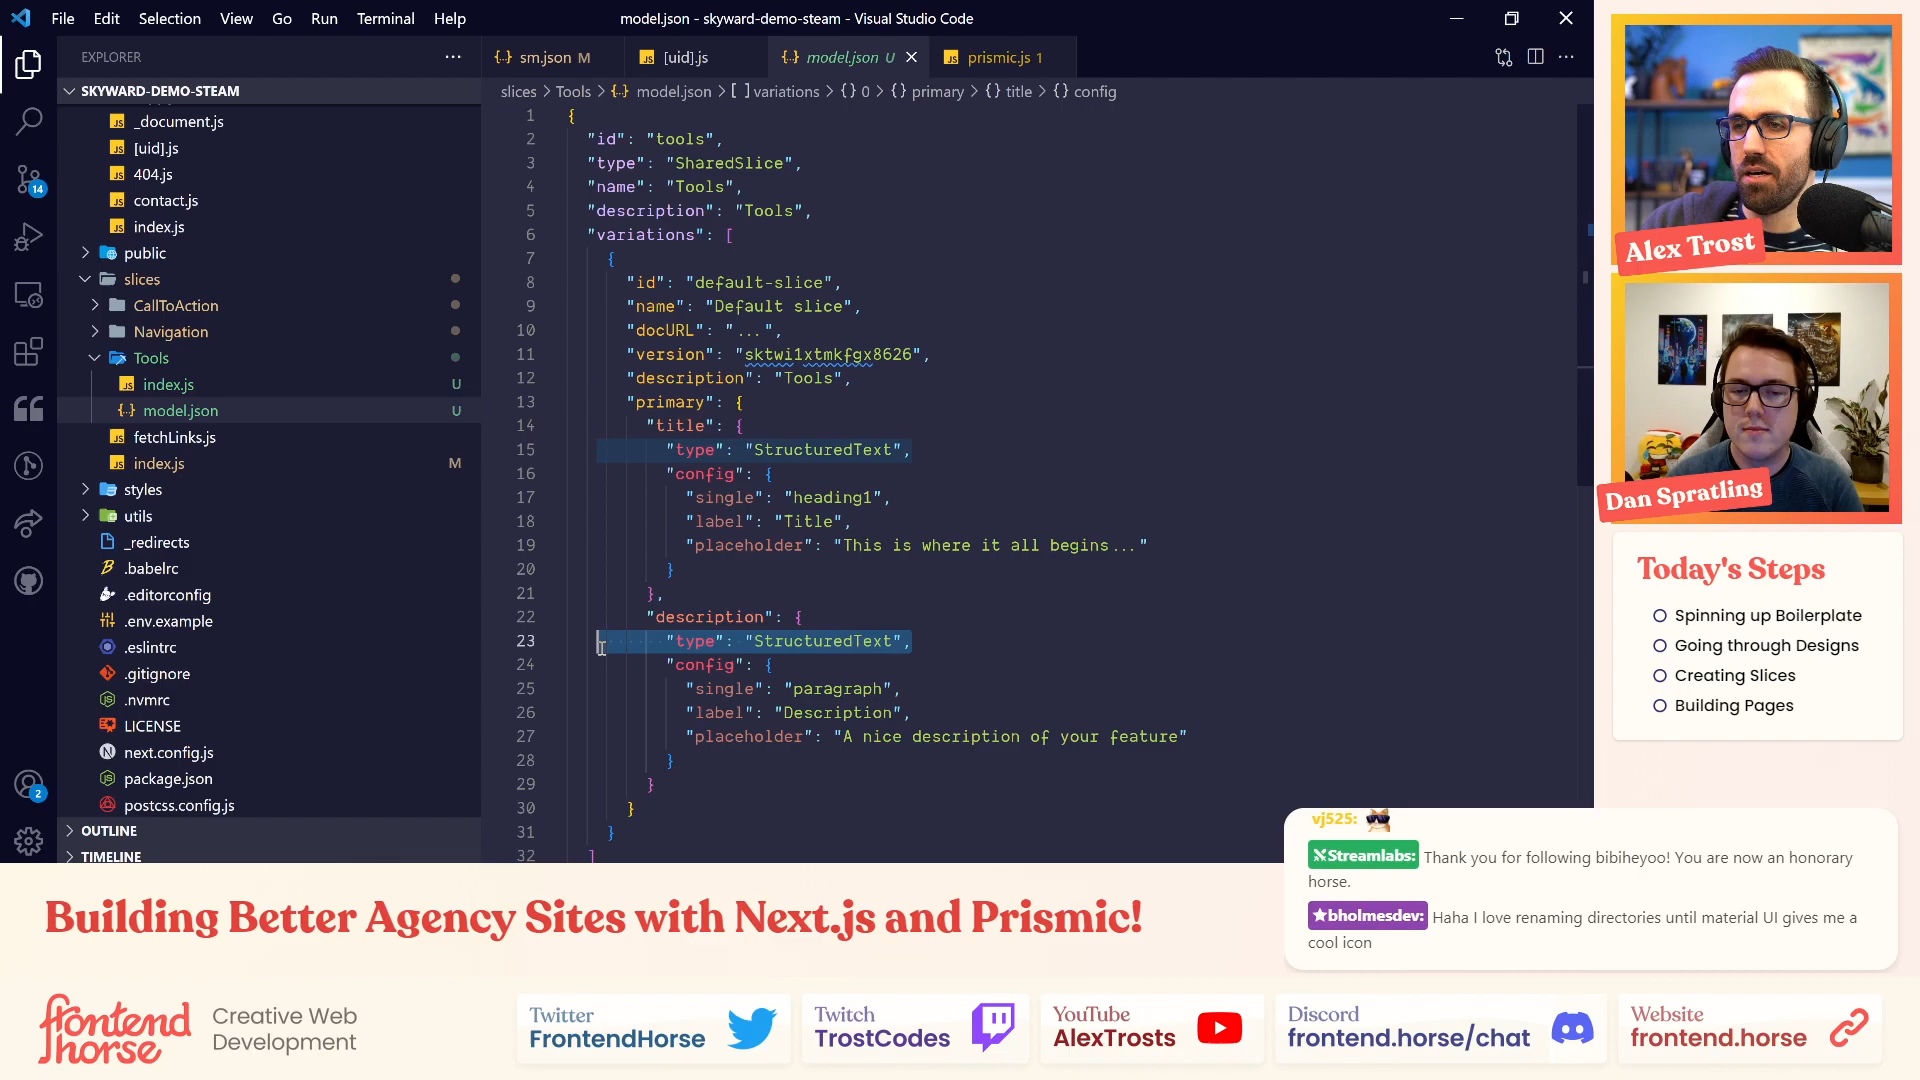 File Edit Selection View Go Run Terminal Help
model.json - skyward-demo-steam - Visual Studio Code
EXPLORER
SKYWARD-DEMO-STEAM
_document.js
[uid].js
404.js
contact.js
index.js
public
slices
CallToAction
Navigation
Tools
index.js U
model.json U
fetchLinks.js
index.js M
styles
utils
_redirects
.babelrc
.editorconfig
.env.example
.eslintrc
.gitignore
.nvmrc
LICENSE
next.config.js
package.json
postcss.config.js
OUTLINE
TIMELINE
14
2
sm.json M
[uid].js
model.json U
prismic.js 1
slices > Tools > {..} model.json > [ ] variations > {} 0 > {} primary > {} title > {} config
1 {
2 "id": "tools",
3 "type": "SharedSlice",
4 "name": "Tools",
5 "description": "Tools",
6 "variations": [
7 {
8 "id": "default-slice",
9 "name": "Default slice",
10 "docURL": "...",
11 "version": "sktwi1xtmkfgx8626",
12 "description": "Tools",
13 "primary": {
14 "title": {
15 "type": "StructuredText",
16 "config": {
17 "single": "heading1",
18 "label": "Title",
19 "placeholder": "This is where it all begins..."
20 }
21 },
22 "description": {
23 "type": "StructuredText",
24 "config": {
25 "single": "paragraph",
26 "label": "Description",
27 "placeholder": "A nice description of your feature"
28 }
29 }
30 }
31 }
32 ]
Alex Trost
Dan Spratling
Today's Steps
Spinning up Boilerplate
Going through Designs
Creating Slices
Building Pages
vj525:
Streamlabs: Thank you for following bibiheyoo! You are now an honorary
horse.
bholmesdev: Haha I love renaming directories until material UI gives me a
cool icon
Building Better Agency Sites with Next.js and Prismic!
frontend
horse
Creative Web
Development
Twitter
FrontendHorse
Twitch
TrostCodes
YouTube
AlexTrosts
Discord
frontend.horse/chat
Website
frontend.horse